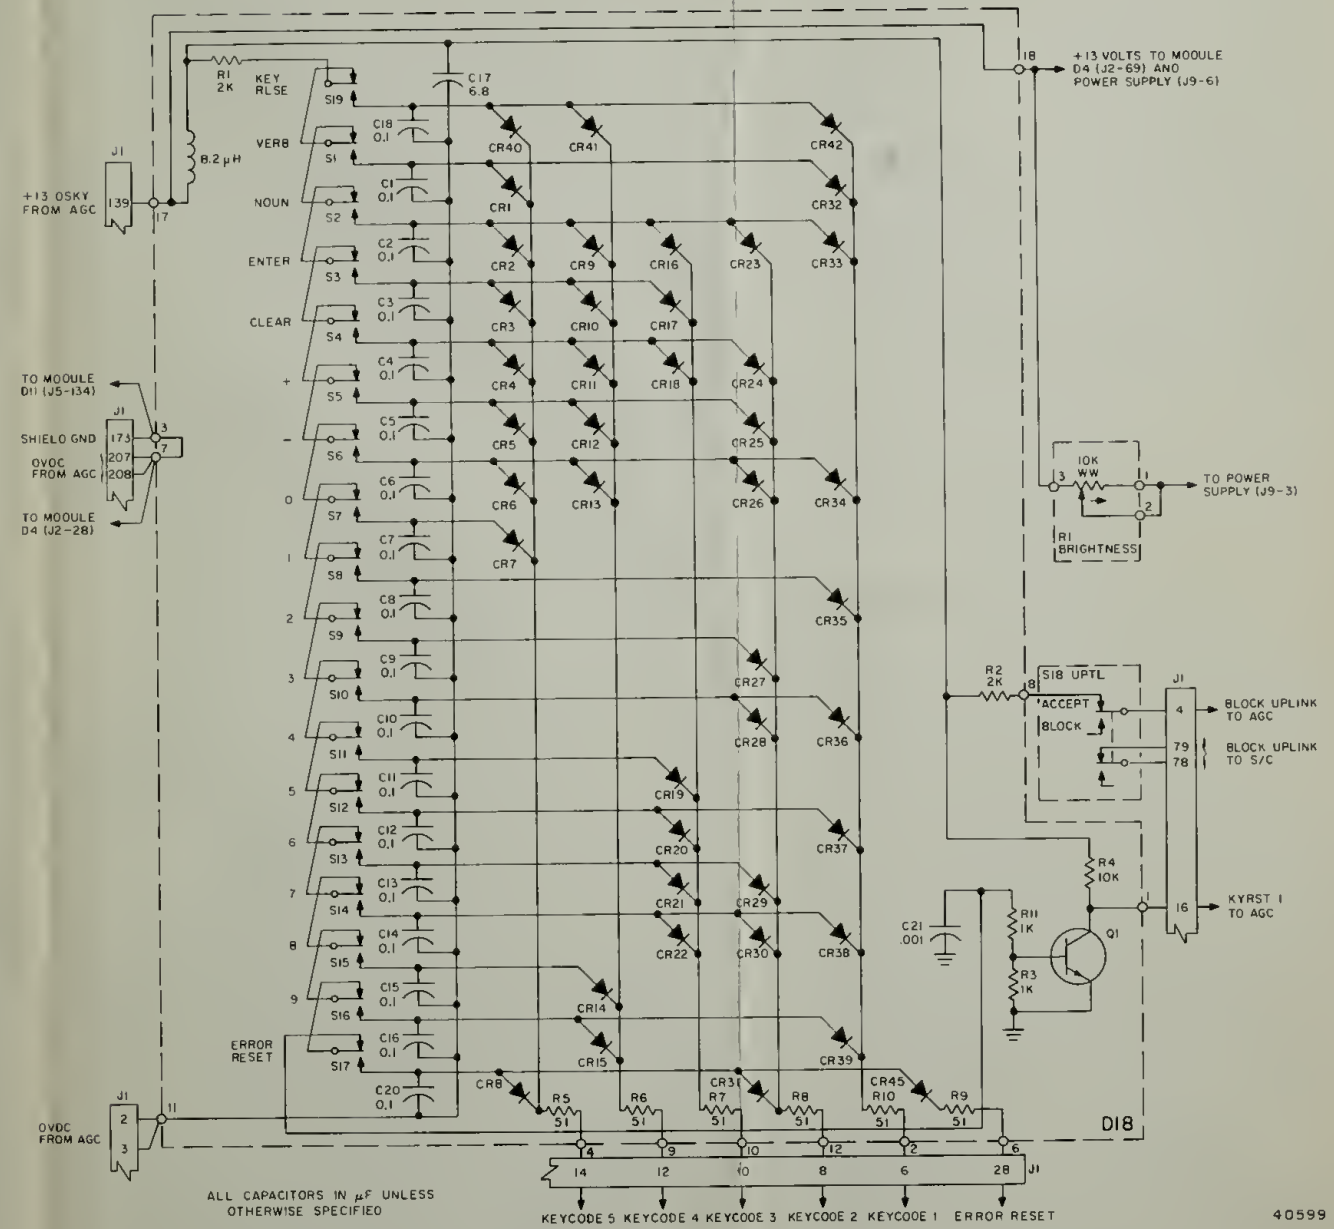 18
+13 VOLTS TO MODULE
D4 (J2-69) AND
POWER SUPPLY (J9-6)
R1
2K
KEY
RLSE
S19
C17
6.8
C18
0.1
CR40
CR41
CR42
8.2 µH
VERB
S1
J1
139
+13 OSKY
FROM AGC
17
C1
0.1
CR1
CR32
NOUN
S2
C2
0.1
CR2
CR9
CR16
CR23
CR33
ENTER
S3
C3
0.1
CR3
CR10
CR17
CLEAR
S4
C4
0.1
CR4
CR11
CR18
CR24
+
S5
C5
0.1
CR5
CR12
CR25
–
S6
C6
0.1
CR6
CR13
CR26
CR34
0
S7
C7
0.1
CR7
1
S8
C8
0.1
CR35
2
S9
C9
0.1
CR27
3
S10
C10
0.1
CR28
CR36
4
S11
C11
0.1
CR19
5
S12
C12
0.1
CR20
CR37
6
S13
C13
0.1
CR21
CR29
7
S14
C14
0.1
CR22
CR30
CR38
8
S15
C15
0.1
CR14
9
S16
C16
0.1
CR15
CR39
ERROR
RESET
S17
C20
0.1
CR8
CR31
CR45
TO MODULE
D11 (J5-134)
J1
SHIELD GND
173
3
0VDC
FROM AGC
207
208
7
TO MODULE
D4 (J2-28)
10K
WW
3
1
2
R1
BRIGHTNESS
TO POWER
SUPPLY (J9-3)
R2
2K
8
S18 UPTL
ACCEPT
BLOCK
J1
4
BLOCK UPLINK
TO AGC
79
78
BLOCK UPLINK
TO S/C
R4
10K
1
16
KYRST 1
TO AGC
C21
.001
R11
1K
Q1
R3
1K
J1
2
3
11
0VDC
FROM AGC
R5
51
R6
51
R7
51
R8
51
R10
51
R9
51
D18
4
9
10
12
2
6
14
12
10
8
6
28
J1
KEYCODE 5 KEYCODE 4 KEYCODE 3 KEYCODE 2 KEYCODE 1 ERROR RESET
ALL CAPACITORS IN µF UNLESS
OTHERWISE SPECIFIED
40599